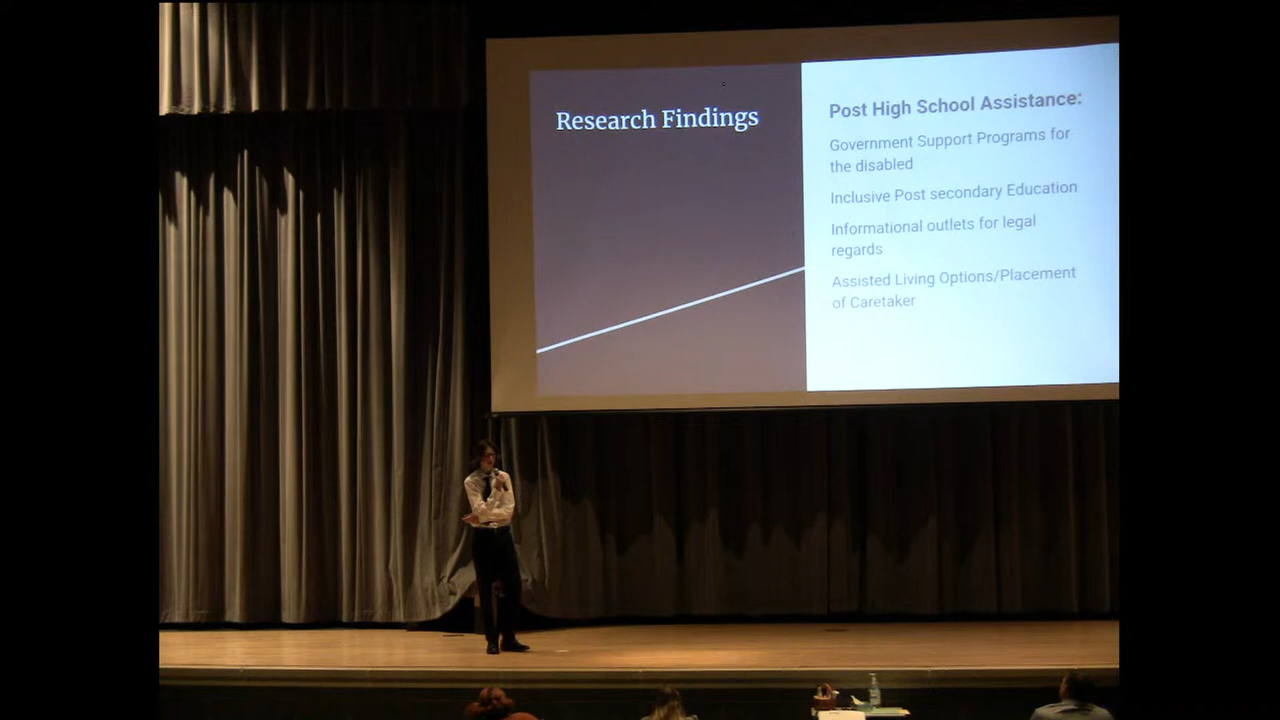 Research Findings
Post High School Assistance:
Government Support Programs for
the disabled
Inclusive Post secondary Education
Informational outlets for legal
regards
Assisted Living Options/Placement
of Caretaker